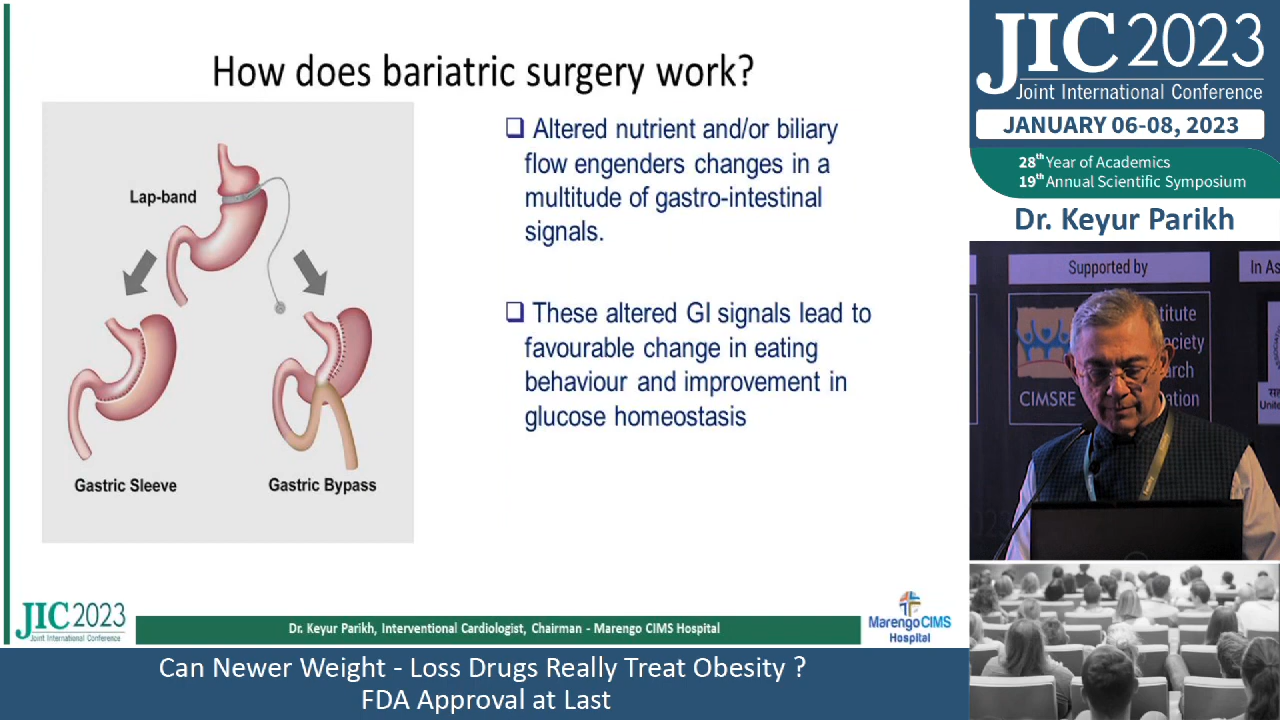 How does bariatric surgery work?
Lap-band
Gastric Sleeve
Gastric Bypass
❑ Altered nutrient and/or biliary
flow engenders changes in a
multitude of gastro-intestinal
signals.
❑ These altered GI signals lead to
favourable change in eating
behaviour and improvement in
glucose homeostasis
JIC 2023
Joint International Conference
Dr. Keyur Parikh, Interventional Cardiologist, Chairman - Marengo CIMS Hospital
Marengo CIMS
Hospital
Can Newer Weight - Loss Drugs Really Treat Obesity ?
FDA Approval at Last
JIC 2023
Joint International Conference
JANUARY 06-08, 2023
28th Year of Academics
19th Annual Scientific Symposium
Dr. Keyur Parikh
Supported by
In As
CIMSRE